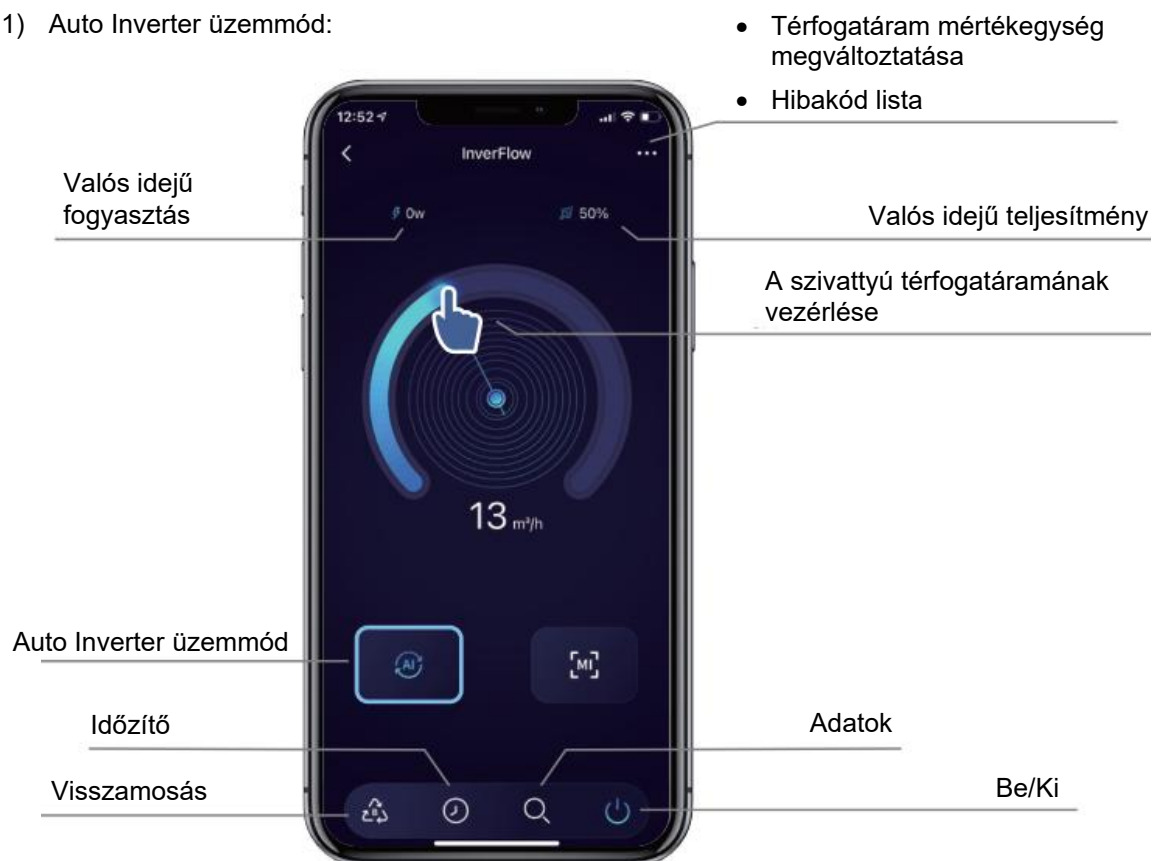 1) Auto Inverter üzemmód:
• Térfogatáram mértékegység
megváltoztatása
• Hibakód lista
12:52
InverFlow
Valós idejű
fogyasztás
0w
50%
Valós idejű teljesítmény
A szivattyú térfogatáramának
vezérlése
13 m³/h
Auto Inverter üzemmód
AI
MI
Időzítő
Adatok
Visszamosás
B
Be/Ki